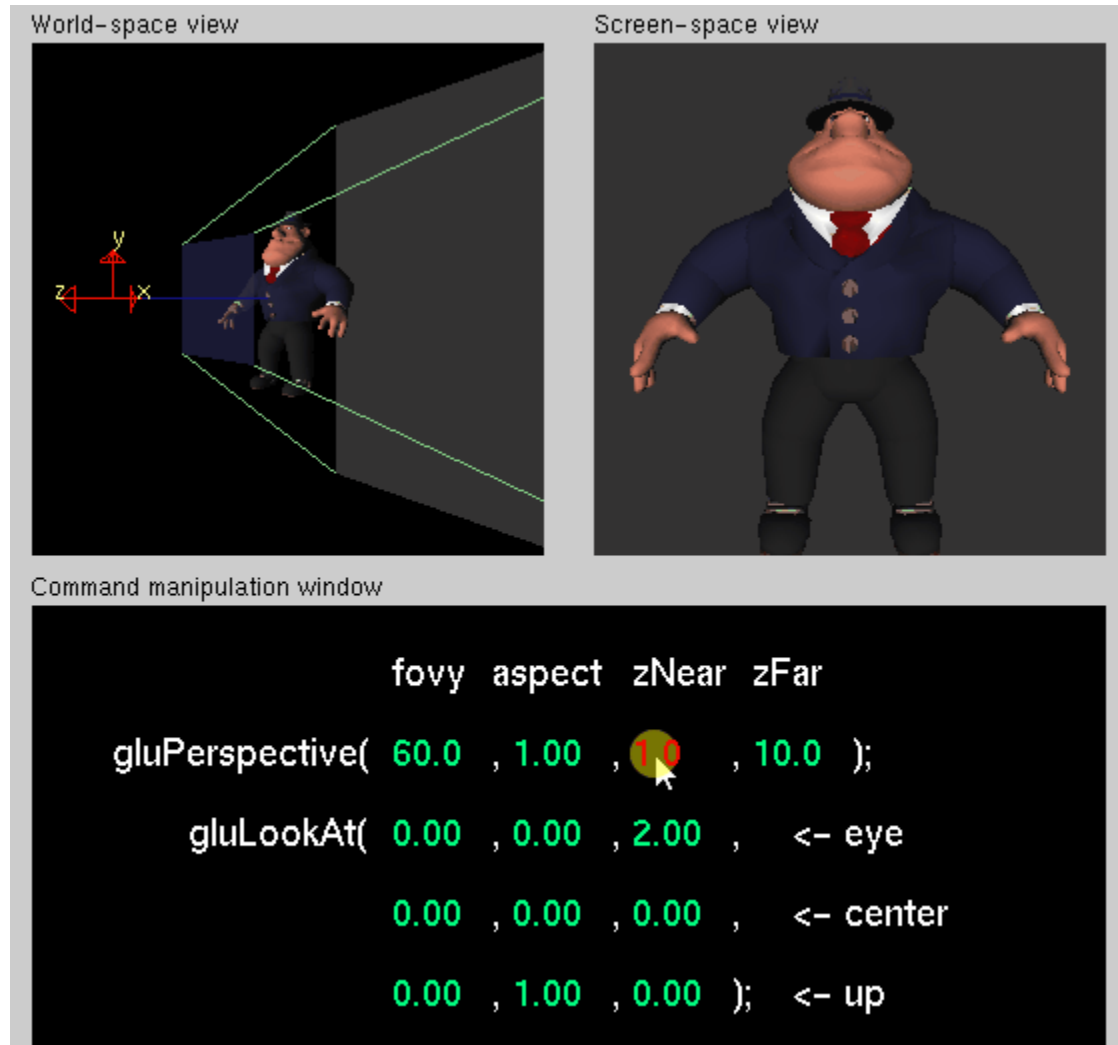 World-space view
Screen-space view
y
z x
Command manipulation window
fovy aspect zNear zFar
gluPerspective( 60.0 , 1.00 , 1.0 , 10.0 );
gluLookAt( 0.00 , 0.00 , 2.00 , <- eye
0.00 , 0.00 , 0.00 , <- center
0.00 , 1.00 , 0.00 ); <- up